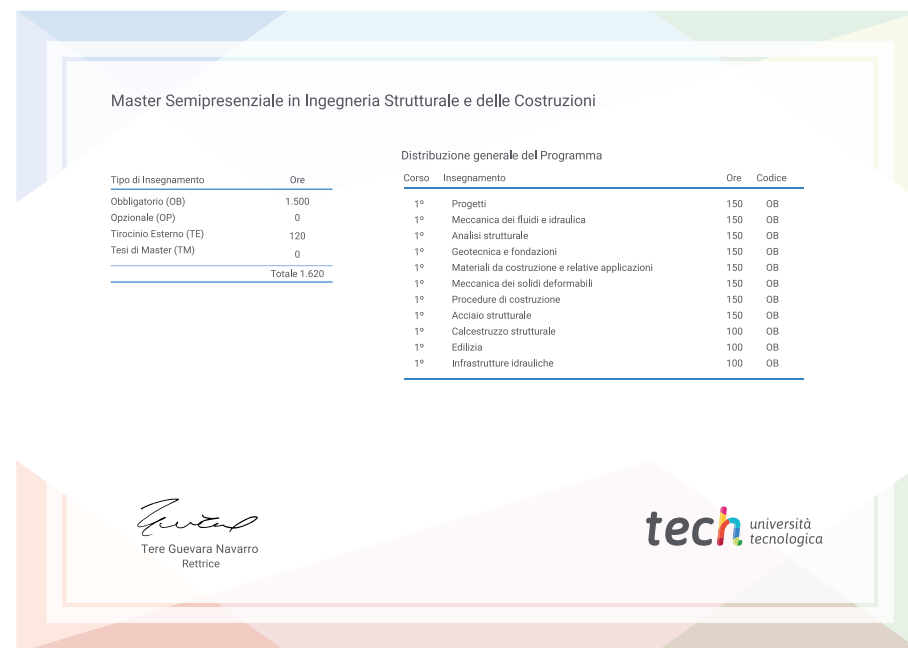 Master Semipresenziale in Ingegneria Strutturale e delle Costruzioni
Tipo di Insegnamento Ore
Obbligatorio (OB) 1.500
Opzionale (OP) 0
Tirocinio Esterno (TE) 120
Tesi di Master (TM) 0
Totale 1.620
Distribuzione generale del Programma
Corso Insegnamento Ore Codice
1º Progetti 150 OB
1º Meccanica dei fluidi e idraulica 150 OB
1º Analisi strutturale 150 OB
1º Geotecnica e fondazioni 150 OB
1º Materiali da costruzione e relative applicazioni 150 OB
1º Meccanica dei solidi deformabili 150 OB
1º Procedure di costruzione 150 OB
1º Acciaio strutturale 150 OB
1º Calcestruzzo strutturale 100 OB
1º Edilizia 100 OB
1º Infrastrutture idrauliche 100 OB
Tere Guevara Navarro
Rettrice
tech università
tecnologica